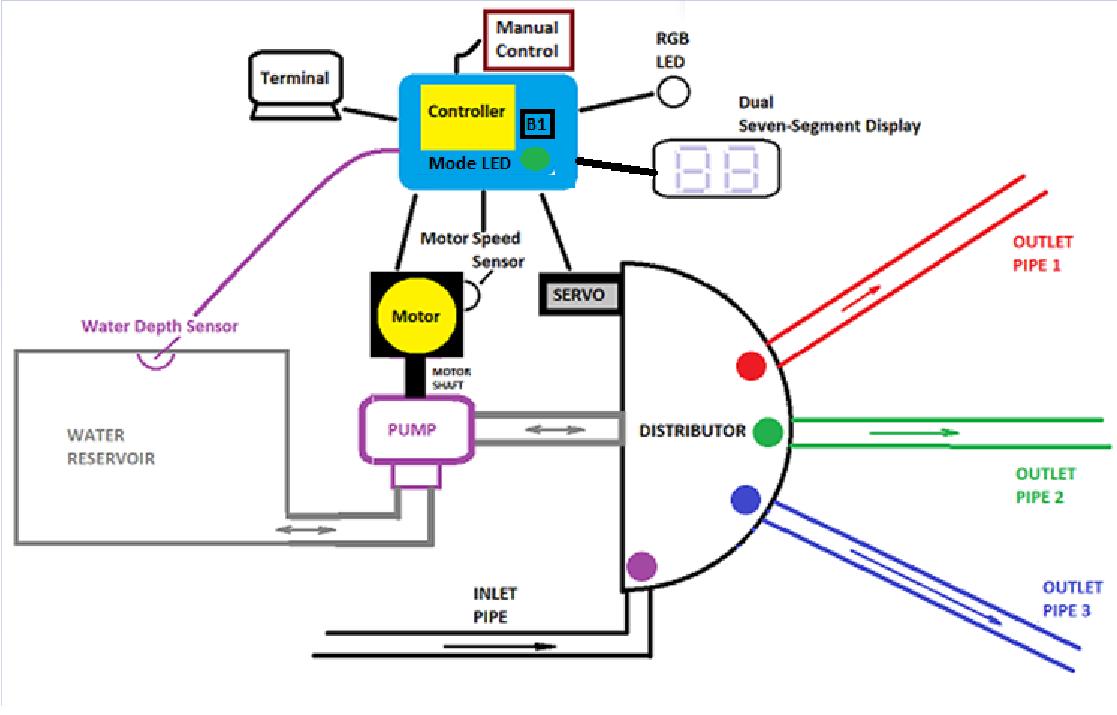 Manual
Control
RGB
LED
Terminal
Controller
B1
Mode LED
Dual
Seven-Segment Display
88
Motor Speed
Sensor
SERVO
Motor
Water Depth Sensor
MOTOR
SHAFT
PUMP
WATER
RESERVOIR
DISTRIBUTOR
OUTLET
PIPE 1
OUTLET
PIPE 2
OUTLET
PIPE 3
INLET
PIPE